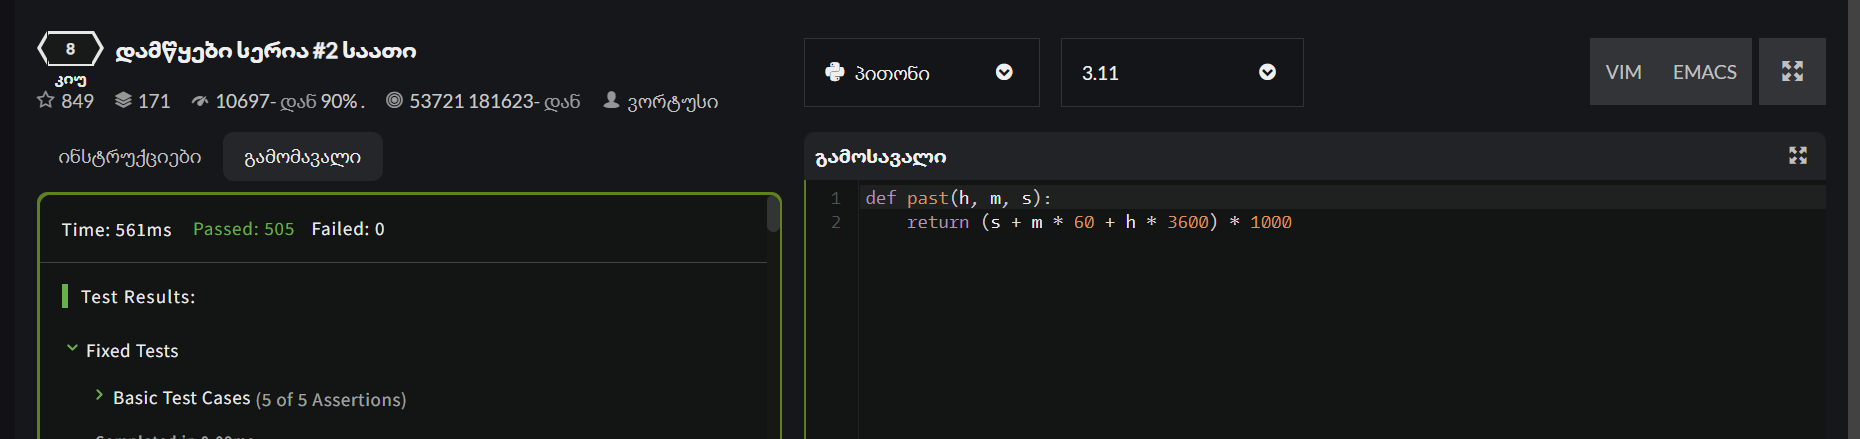 8
კიუ
დამწყები სერია #2 საათი
849 171 10697- დან 90% . 53721 181623- დან ვორტუსი
პითონი
3.11
VIM EMACS
ინსტრუქციები გამომავალი
Time: 561ms Passed: 505 Failed: 0
Test Results:
Fixed Tests
Basic Test Cases (5 of 5 Assertions)
გამოსავალი
1 def past(h, m, s):
2 return (s + m * 60 + h * 3600) * 1000